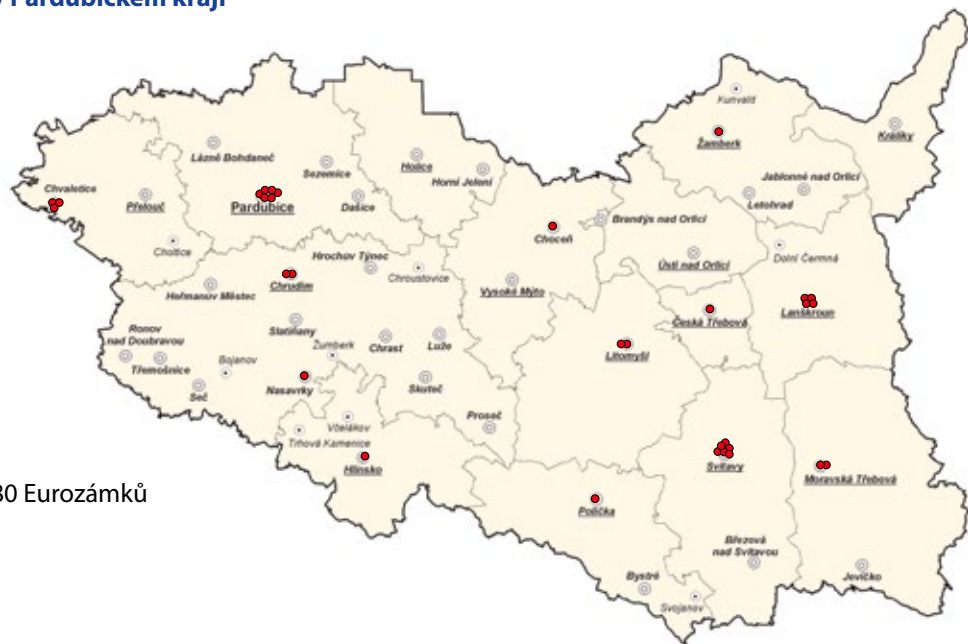 v Pardubickém kraji
Kunvald
Žamberk
Králíky
Lázně Bohdaneč
Sezemice
Holice
Horní Jelení
Jablonné nad Orlicí
Letohrad
Chvaletice
Přelouč
Pardubice
Dašice
Brandýs nad Orlicí
Choceň
Choltice
Hrochův Týnec
Chroustovice
Ústí nad Orlicí
Dolní Čermná
Heřmanův Městec
Chrudim
Vysoké Mýto
Lanškroun
Slatiňany
Česká Třebová
Ronov
nad Doubravou
Žumberk
Chrast
Luže
Litomyšl
Třemošnice
Bojanov
Seč
Nasavrky
Skuteč
Včelákov
Proseč
Trhová Kamenice
Hlinsko
Svitavy
Moravská Třebová
30 Eurozámků
Polička
Březová
nad Svitavou
Bystré
Svojanov
Jevíčko